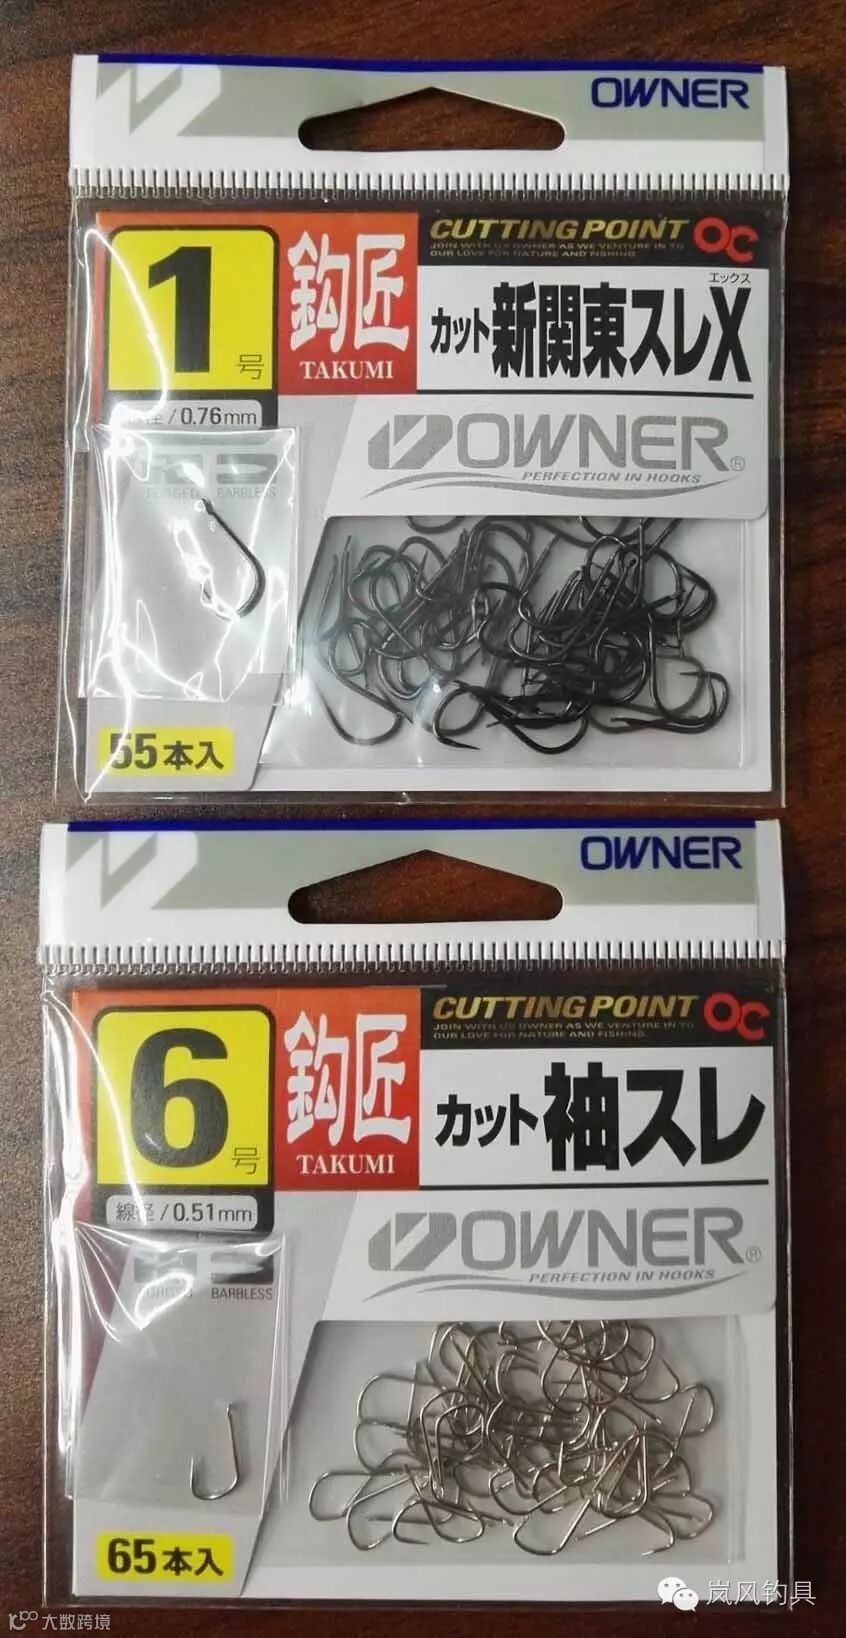 OWNER
1号
鈎匠
TAKUMI
CUTTING POINT OC
JOIN WITH US OWNER AS WE VENTURE IN TO
OUR LOVE FOR NATURE AND FISHING.
エックス
カット 新関東スレX
/0.76mm
OWNER®
PERFECTION IN HOOKS
BARBLESS
55本入
OWNER
6号
鈎匠
TAKUMI
CUTTING POINT OC
JOIN WITH US OWNER AS WE VENTURE IN TO
OUR LOVE FOR NATURE AND FISHING.
カット 袖スレ
線径/0.51mm
OWNER®
PERFECTION IN HOOKS
BARBLESS
65本入
岚风钓具
大数跨境